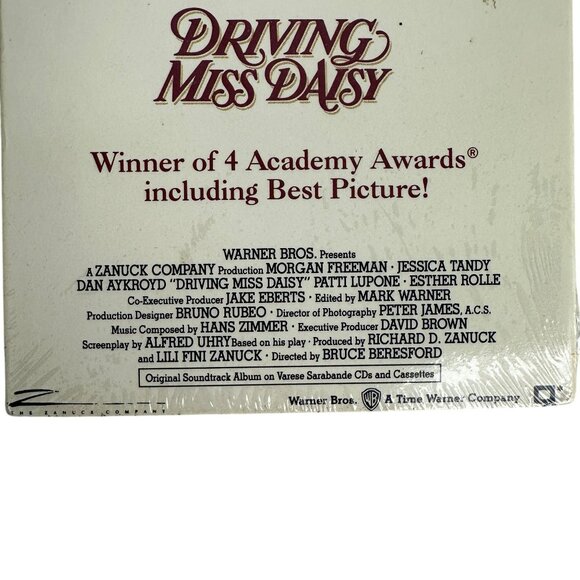 DRIVING
MISS DAISY
Winner of 4 Academy Awards®
including Best Picture!
WARNER BROS. Presents
A ZANUCK COMPANY Production MORGAN FREEMAN · JESSICA TANDY
DAN AYKROYD "DRIVING MISS DAISY" PATTI LUPONE · ESTHER ROLLE
Co-Executive Producer JAKE EBERTS · Edited by MARK WARNER
Production Designer BRUNO RUBEO · Director of Photography PETER JAMES, A.C.S.
Music Composed by HANS ZIMMER · Executive Producer DAVID BROWN
Screenplay by ALFRED UHRY Based on his play · Produced by RICHARD D. ZANUCK
and LILI FINI ZANUCK · Directed by BRUCE BERESFORD
Original Soundtrack Album on Varese Sarabande CDs and Cassettes
THE ZANUCK COMPANY
Warner Bros. WB A Time Warner Company